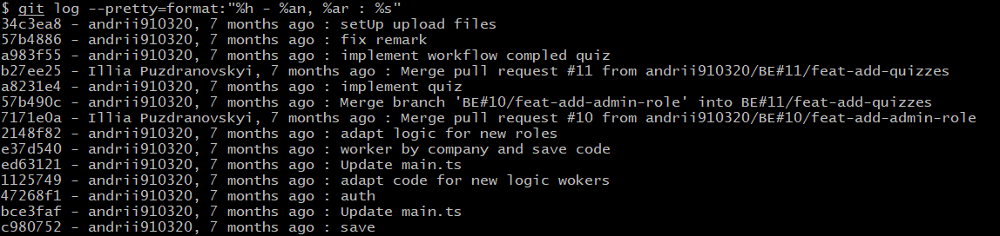 $ git log --pretty=format:"%h - %an, %ar : %s"
34c3ea8 - andrii910320, 7 months ago : setUp upload files
57b4886 - andrii910320, 7 months ago : fix remark
a983f55 - andrii910320, 7 months ago : implement workflow compled quiz
b27ee25 - Illia Puzdranovskyi, 7 months ago : Merge pull request #11 from andrii910320/BE#11/feat-add-quizzes
a8231e4 - andrii910320, 7 months ago : implement quiz
57b490c - andrii910320, 7 months ago : Merge branch 'BE#10/feat-add-admin-role' into BE#11/feat-add-quizzes
7171e0a - Illia Puzdranovskyi, 7 months ago : Merge pull request #10 from andrii910320/BE#10/feat-add-admin-role
2148f82 - andrii910320, 7 months ago : adapt logic for new roles
e37d540 - andrii910320, 7 months ago : worker by company and save code
ed63121 - andrii910320, 7 months ago : Update main.ts
1125749 - andrii910320, 7 months ago : adapt code for new logic wokers
47268f1 - andrii910320, 7 months ago : auth
bce3faf - andrii910320, 7 months ago : Update main.ts
c980752 - andrii910320, 7 months ago : save